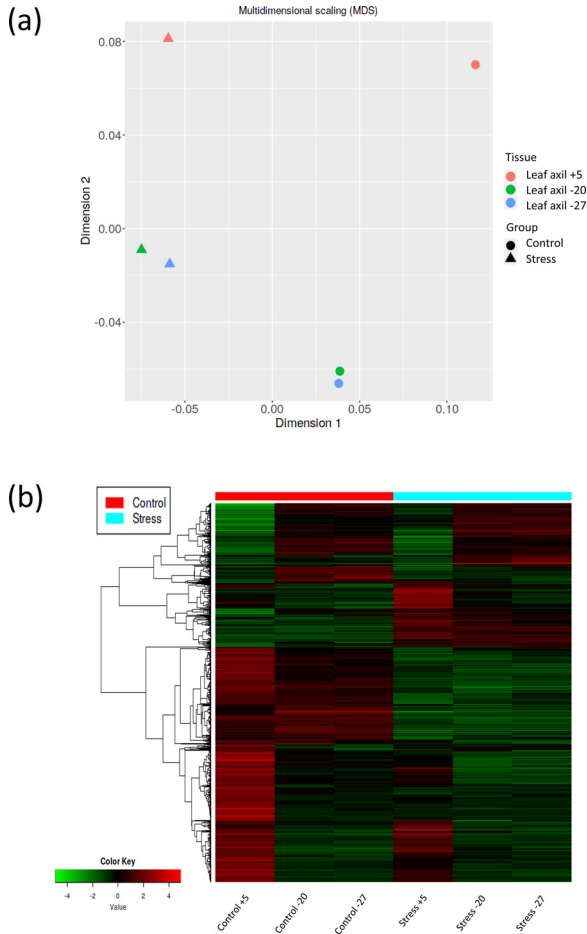 (a)
Multidimensional scaling (MDS)
0.08
0.04
0.00
-0.04
Dimension 2
-0.05
0.00
0.05
0.10
Dimension 1
Tissue
Leaf axil +5
Leaf axil -20
Leaf axil -27
Group
Control
Stress
(b)
Control
Stress
Color Key
-4
-2
0
2
4
Value
Control +5
Control -20
Control -27
Stress +5
Stress -20
Stress -27